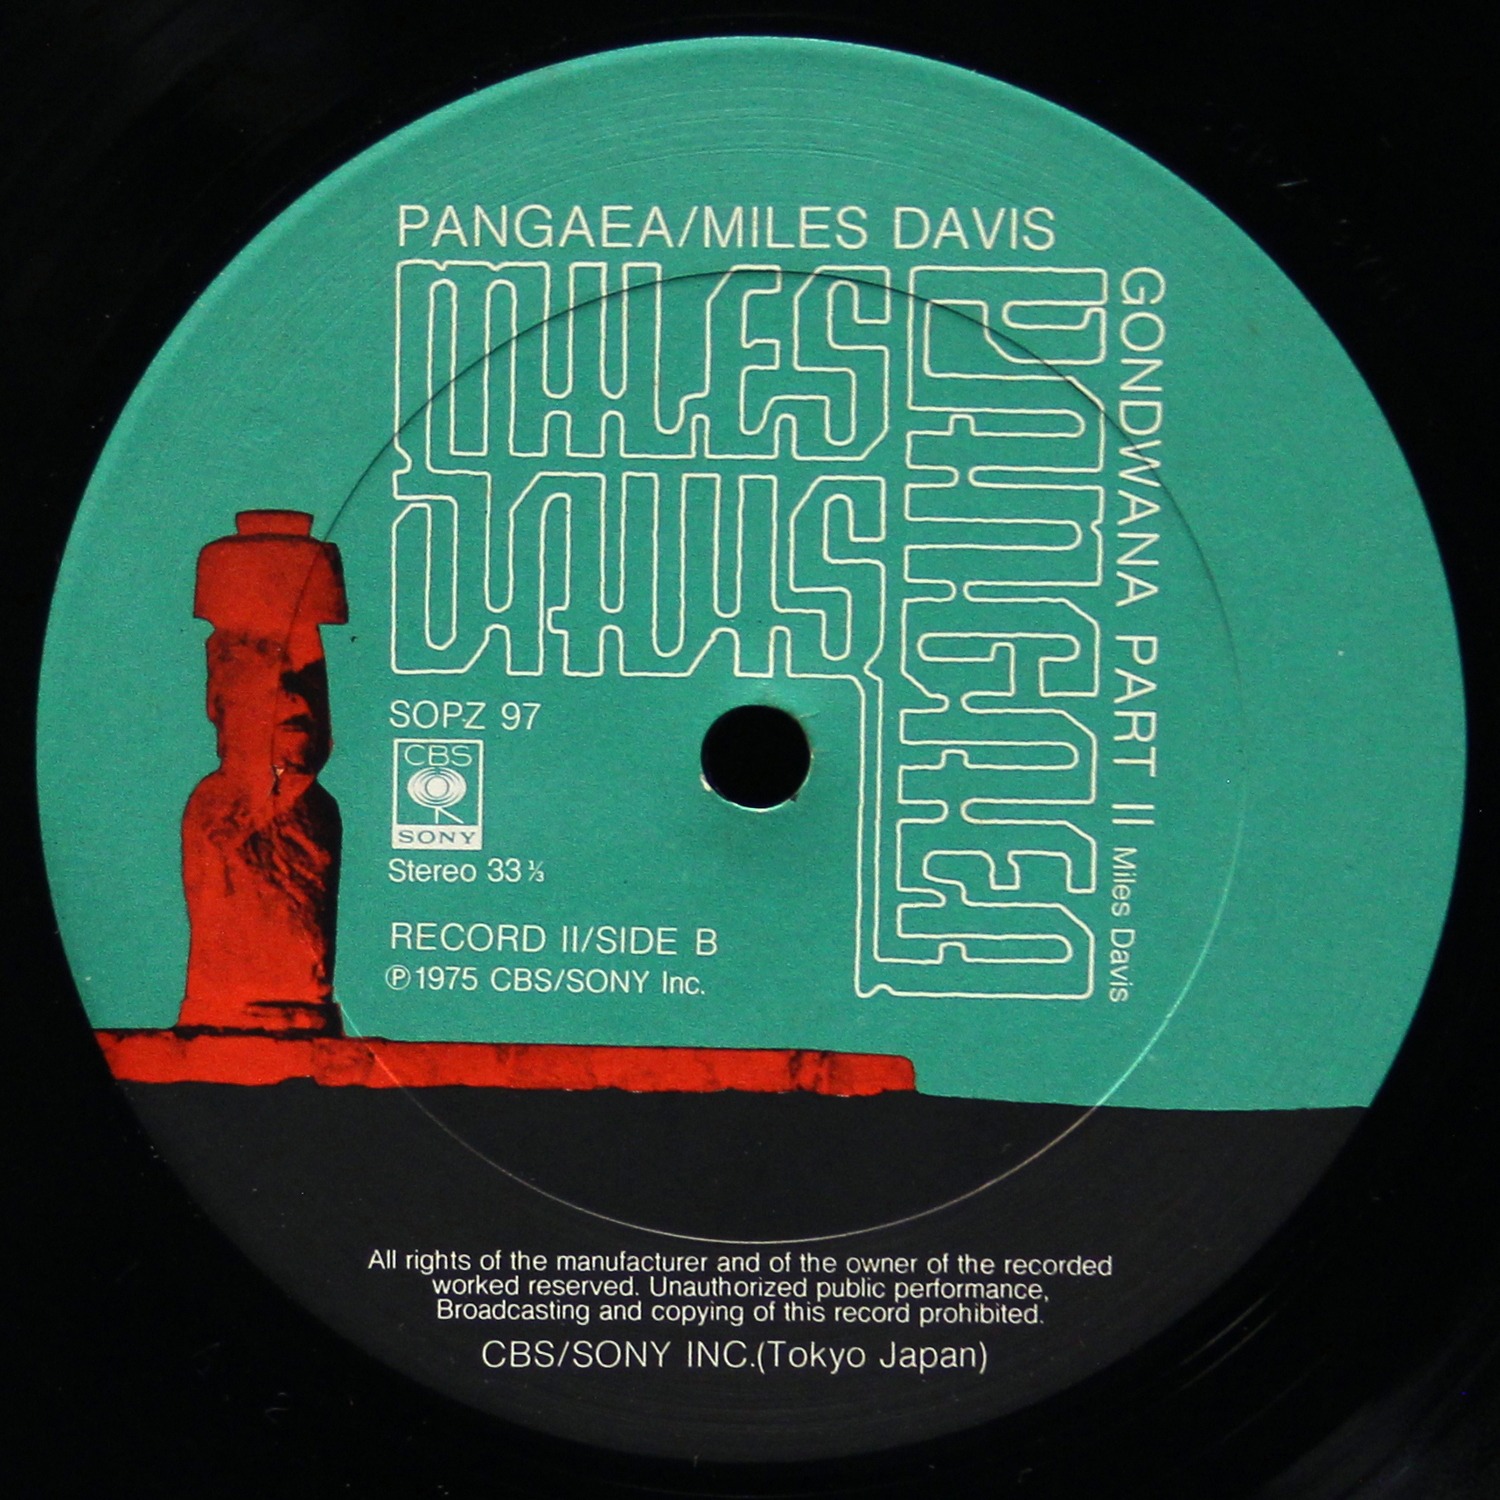 PANGAEA/MILES DAVIS
MILES
DAVIS
PANGAEA
GONDWANA PART II Miles Davis
SOPZ 97
CBS
SONY
Stereo 33 ⅓
RECORD II/SIDE B
℗1975 CBS/SONY Inc.
All rights of the manufacturer and of the owner of the recorded
worked reserved. Unauthorized public performance,
Broadcasting and copying of this record prohibited.
CBS/SONY INC.(Tokyo Japan)